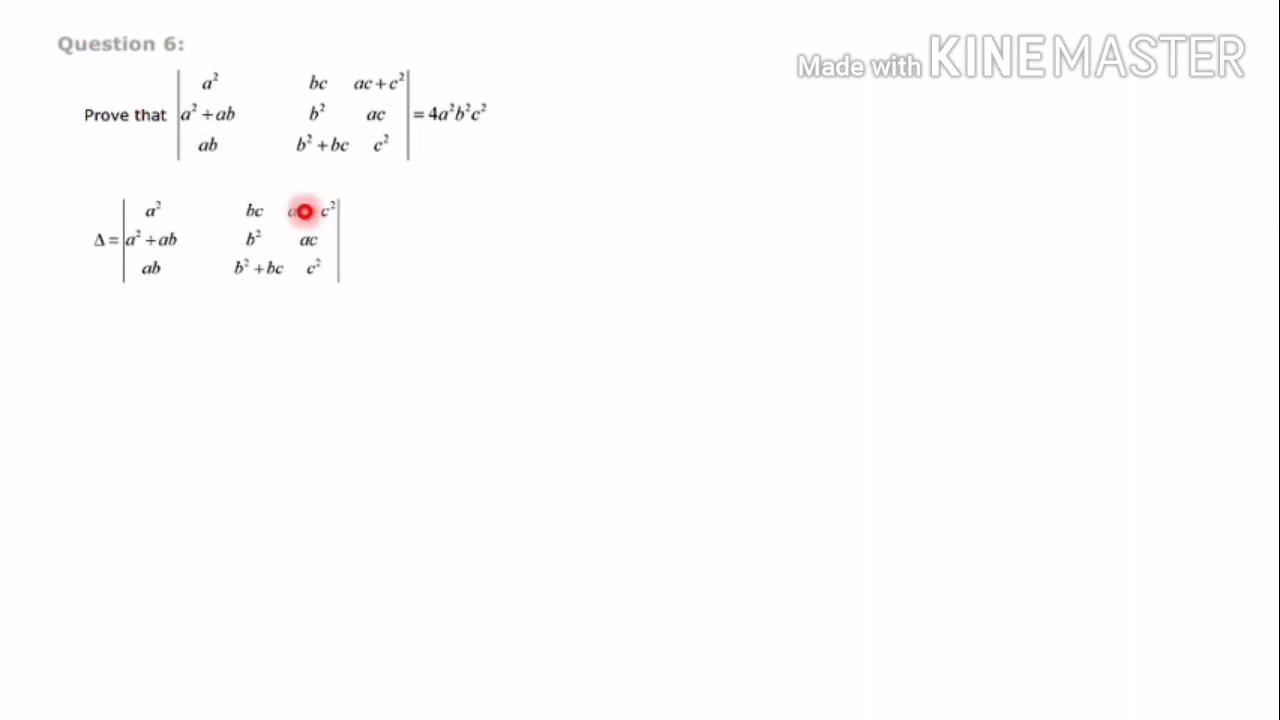 Question 6:
Made with KINEMASTER
a² bc ac + c²
Prove that a² + ab b² ac = 4a²b²c²
ab b² + bc c²
a² bc c²
Δ = a² + ab b² ac
ab b² + bc c²